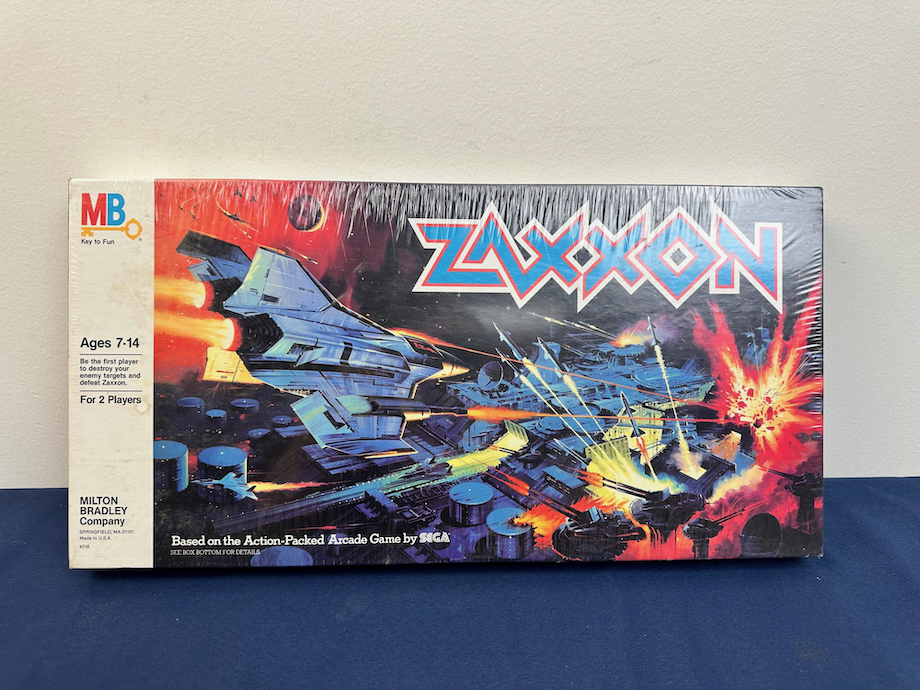 MB
Key to Fun
ZAXXON
Ages 7-14
Be the first player
to destroy your
enemy targets and
defeat Zaxxon.
For 2 Players
MILTON
BRADLEY
Company
SPRINGFIELD, MA 01101
Made in U.S.A.
4318
Based on the Action-Packed Arcade Game by SEGA
SEE BOX BOTTOM FOR DETAILS